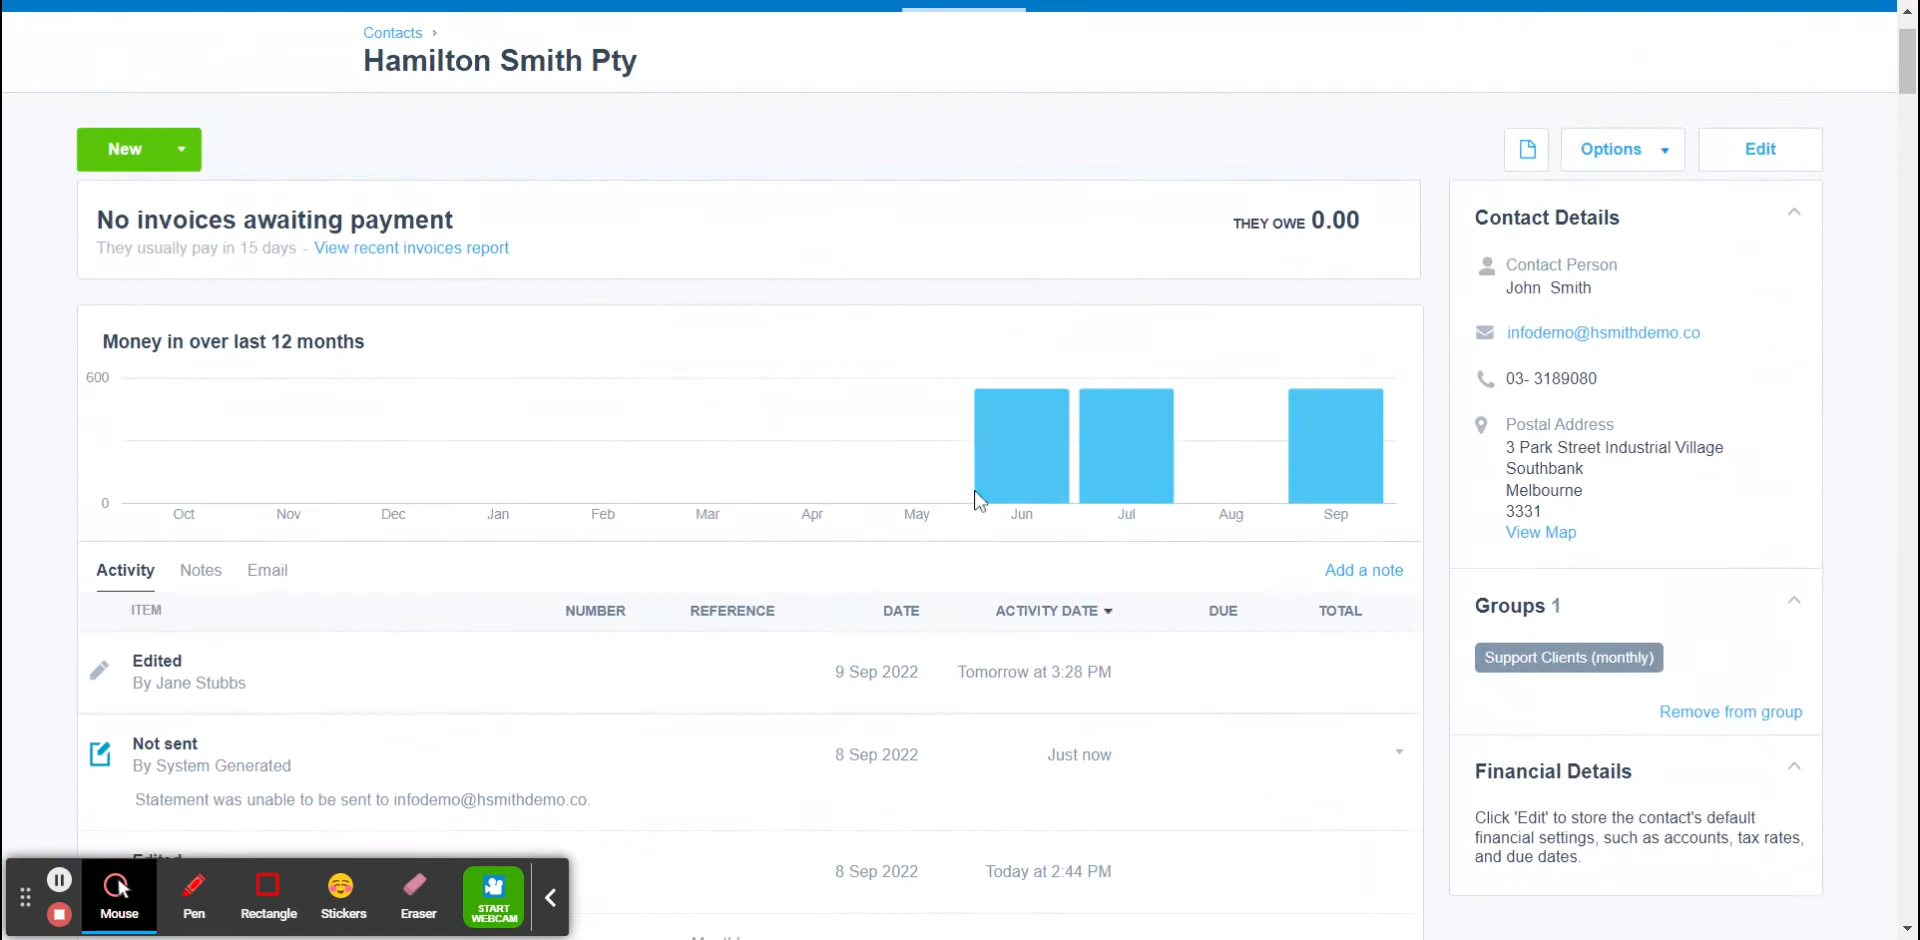 Contacts ›
Hamilton Smith Pty
New
Options
Edit
No invoices awaiting payment
They usually pay in 15 days - View recent invoices report
THEY OWE 0.00
Money in over last 12 months
600
0
Oct Nov Dec Jan Feb Mar Apr May Jun Jul Aug Sep
Activity Notes Email
Add a note
ITEM NUMBER REFERENCE DATE ACTIVITY DATE DUE TOTAL
Edited 9 Sep 2022 Tomorrow at 3:28 PM
By Jane Stubbs
Not sent 8 Sep 2022 Just now
By System Generated
Statement was unable to be sent to infodemo@hsmithdemo.co.
Edited 8 Sep 2022 Today at 2:44 PM
Contact Details
Contact Person
John Smith
infodemo@hsmithdemo.co
03- 3189080
Postal Address
3 Park Street Industrial Village
Southbank
Melbourne
3331
View Map
Groups 1
Support Clients (monthly)
Remove from group
Financial Details
Click 'Edit' to store the contact's default
financial settings, such as accounts, tax rates,
and due dates.
Mouse Pen Rectangle Stickers Eraser
START
WEBCAM